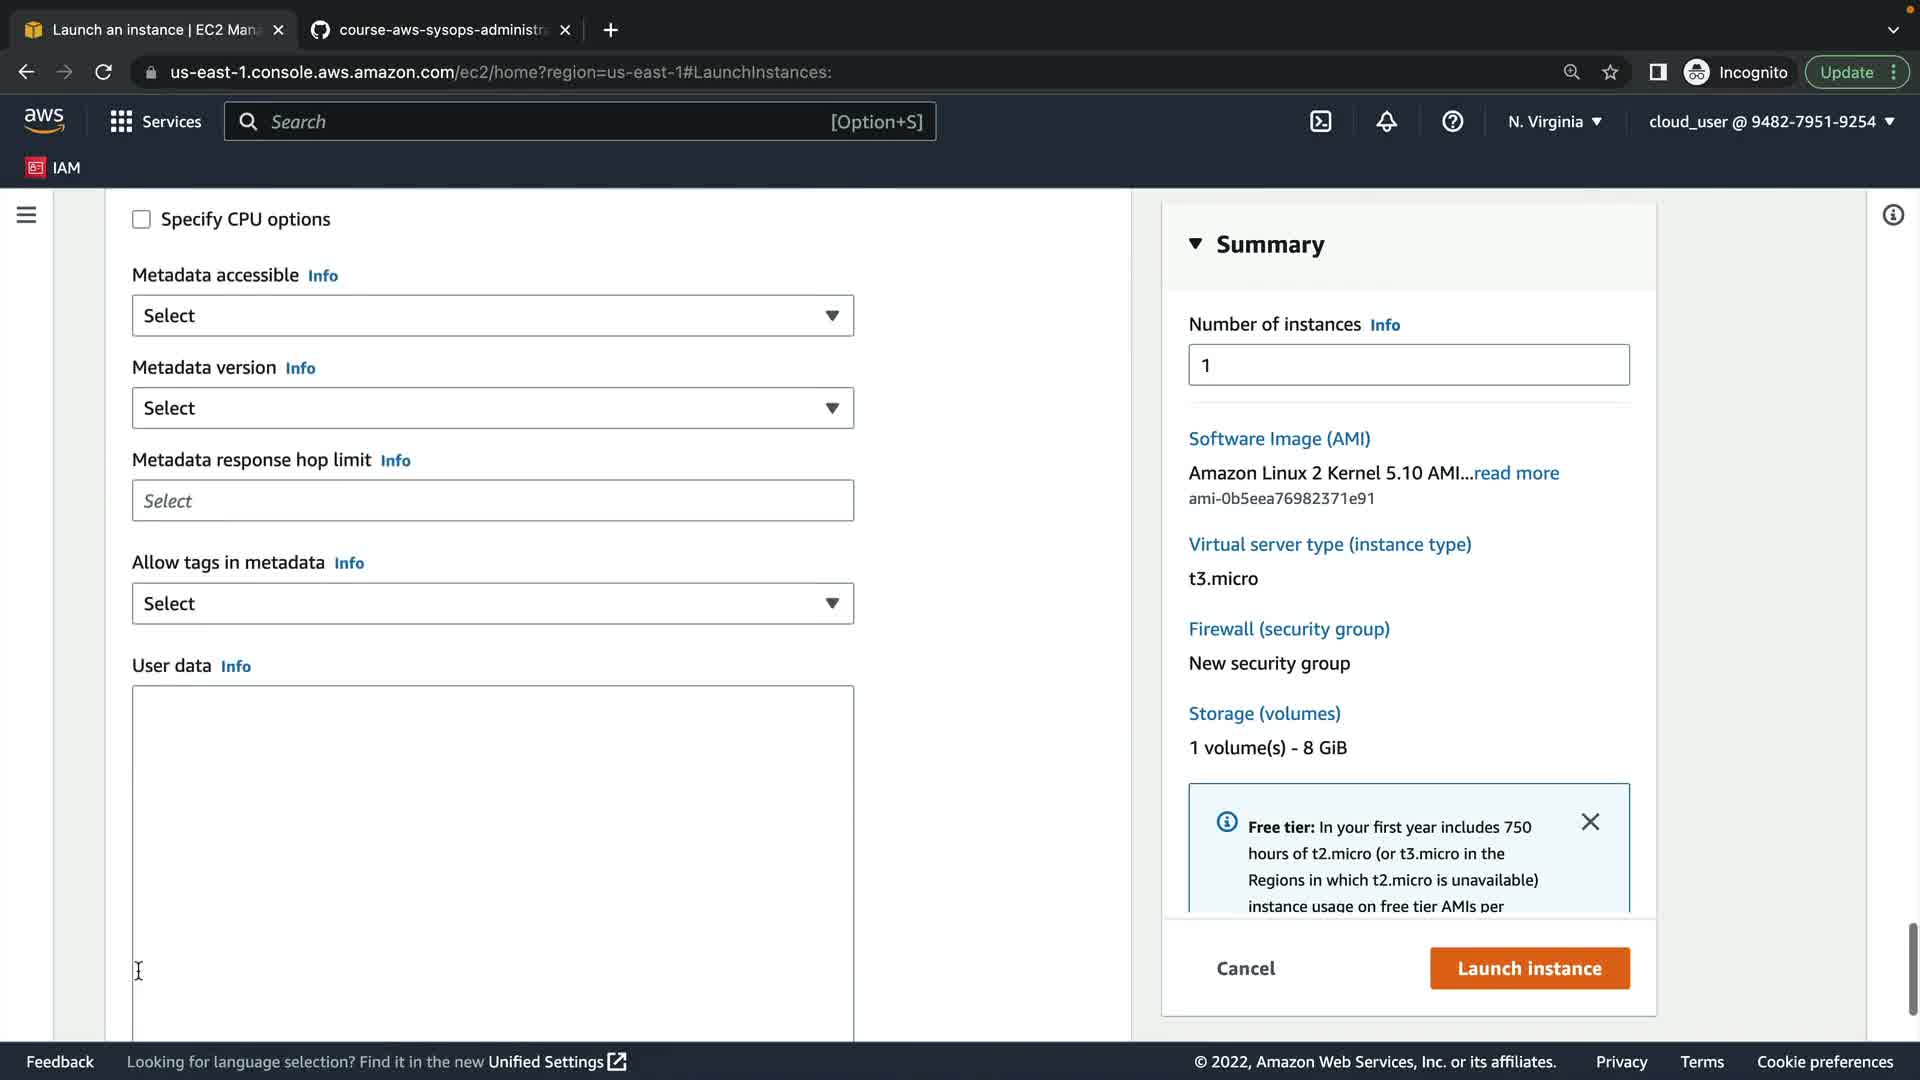 Launch an instance | EC2 Man
course-aws-sysops-administra
us-east-1.console.aws.amazon.com/ec2/home?region=us-east-1#LaunchInstances:
Incognito
Update
aws
Services
Search
[Option+S]
N. Virginia
cloud_user @ 9482-7951-9254
IAM
Specify CPU options
Metadata accessible Info
Select
Metadata version Info
Select
Metadata response hop limit Info
Select
Allow tags in metadata Info
Select
User data Info
Summary
Number of instances Info
1
Software Image (AMI)
Amazon Linux 2 Kernel 5.10 AMI...read more
ami-0b5eea76982371e91
Virtual server type (instance type)
t3.micro
Firewall (security group)
New security group
Storage (volumes)
1 volume(s) - 8 GiB
Free tier: In your first year includes 750
hours of t2.micro (or t3.micro in the
Regions in which t2.micro is unavailable)
instance usage on free tier AMIs per
Cancel
Launch instance
Feedback
Looking for language selection? Find it in the new Unified Settings
© 2022, Amazon Web Services, Inc. or its affiliates.
Privacy
Terms
Cookie preferences